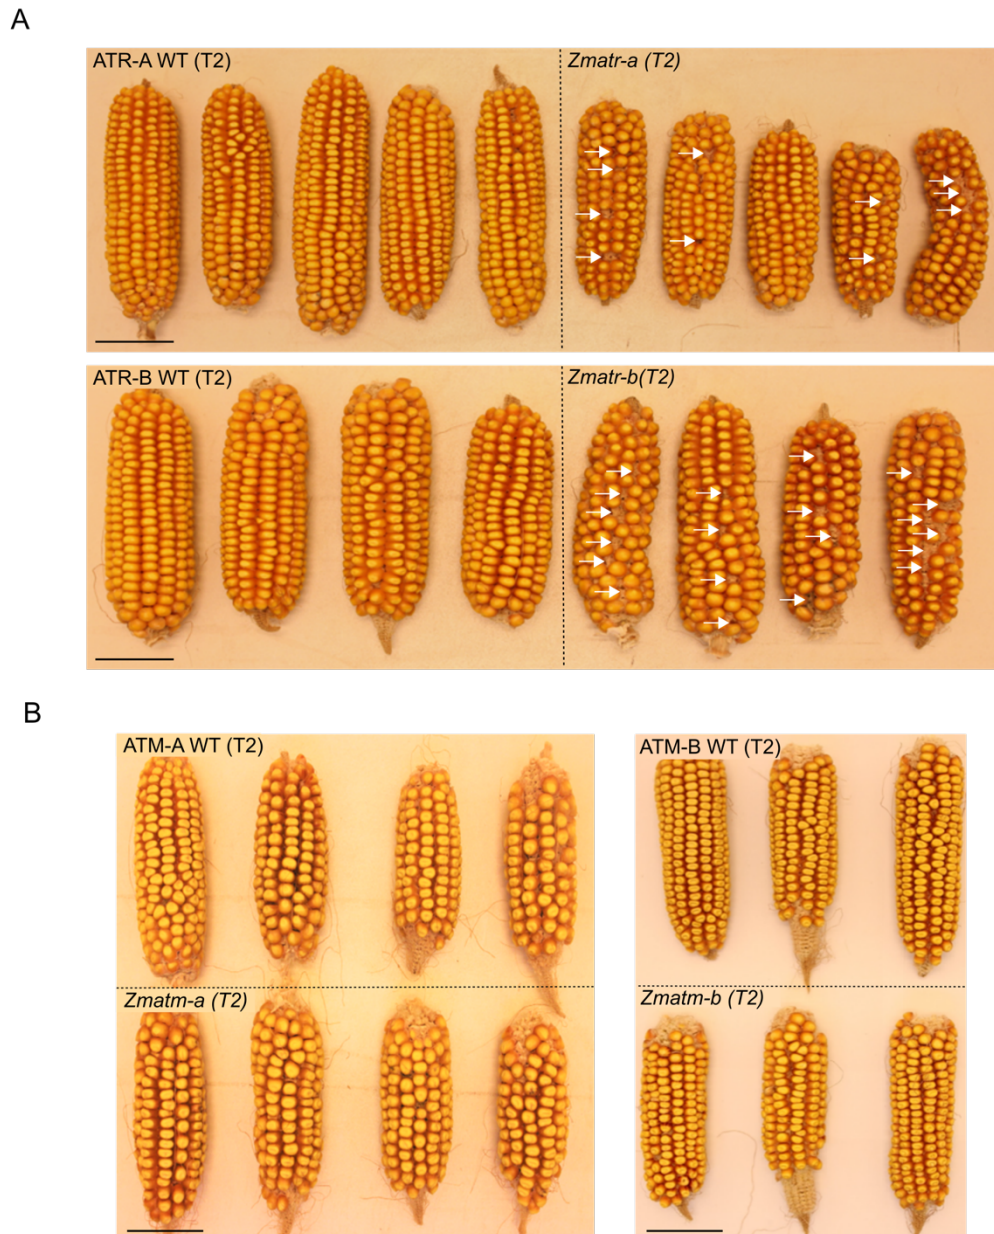 A
ATR-A WT (T2)
Zmatr-a (T2)
ATR-B WT (T2)
Zmatr-b(T2)
B
ATM-A WT (T2)
ATM-B WT (T2)
Zmatm-a (T2)
Zmatm-b (T2)